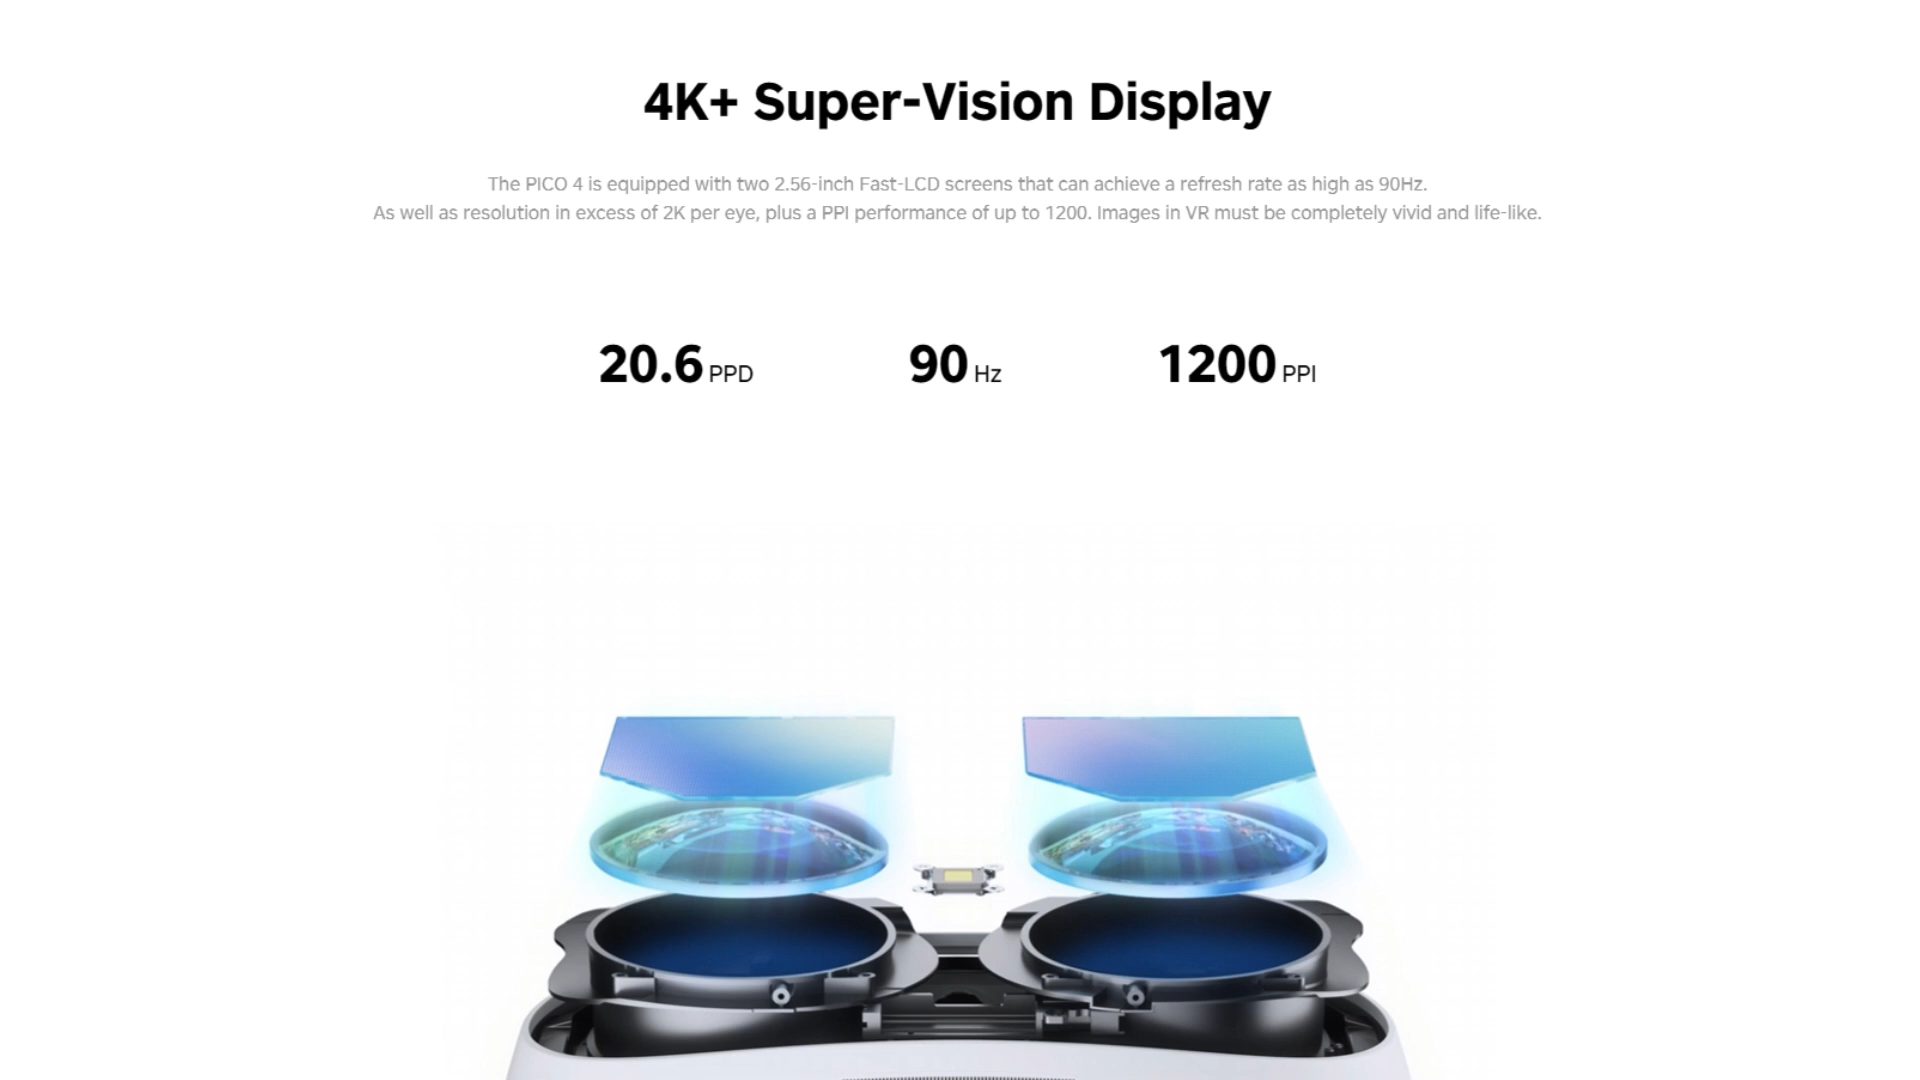 4K+ Super-Vision Display
The PICO 4 is equipped with two 2.56-inch Fast-LCD screens that can achieve a refresh rate as high as 90Hz.
As well as resolution in excess of 2K per eye, plus a PPI performance of up to 1200. Images in VR must be completely vivid and life-like.
20.6 PPD 90 Hz 1200 PPI